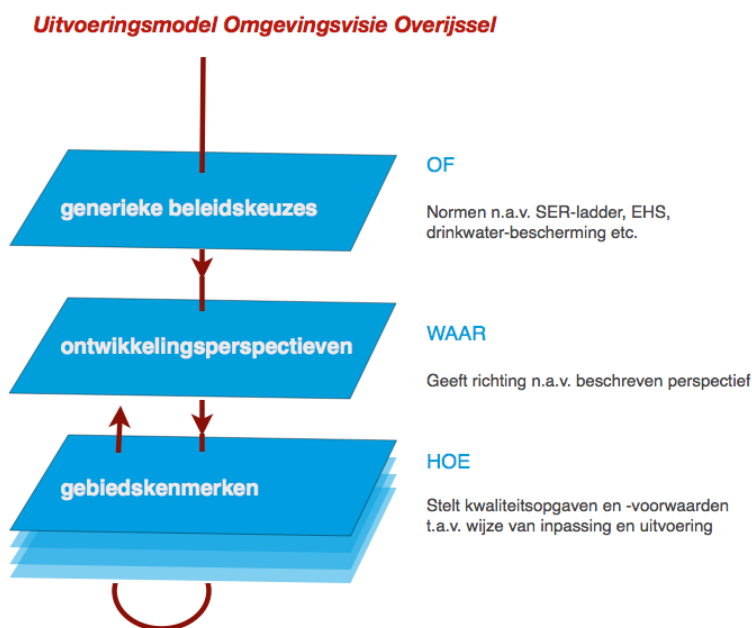 Uitvoeringsmodel Omgevingsvisie Overijssel
generieke beleidskeuzes
OF
Normen n.a.v. SER-ladder, EHS,
drinkwater-bescherming etc.
ontwikkelingsperspectieven
WAAR
Geeft richting n.a.v. beschreven perspectief
gebiedskenmerken
HOE
Stelt kwaliteitsopgaven en -voorwaarden
t.a.v. wijze van inpassing en uitvoering